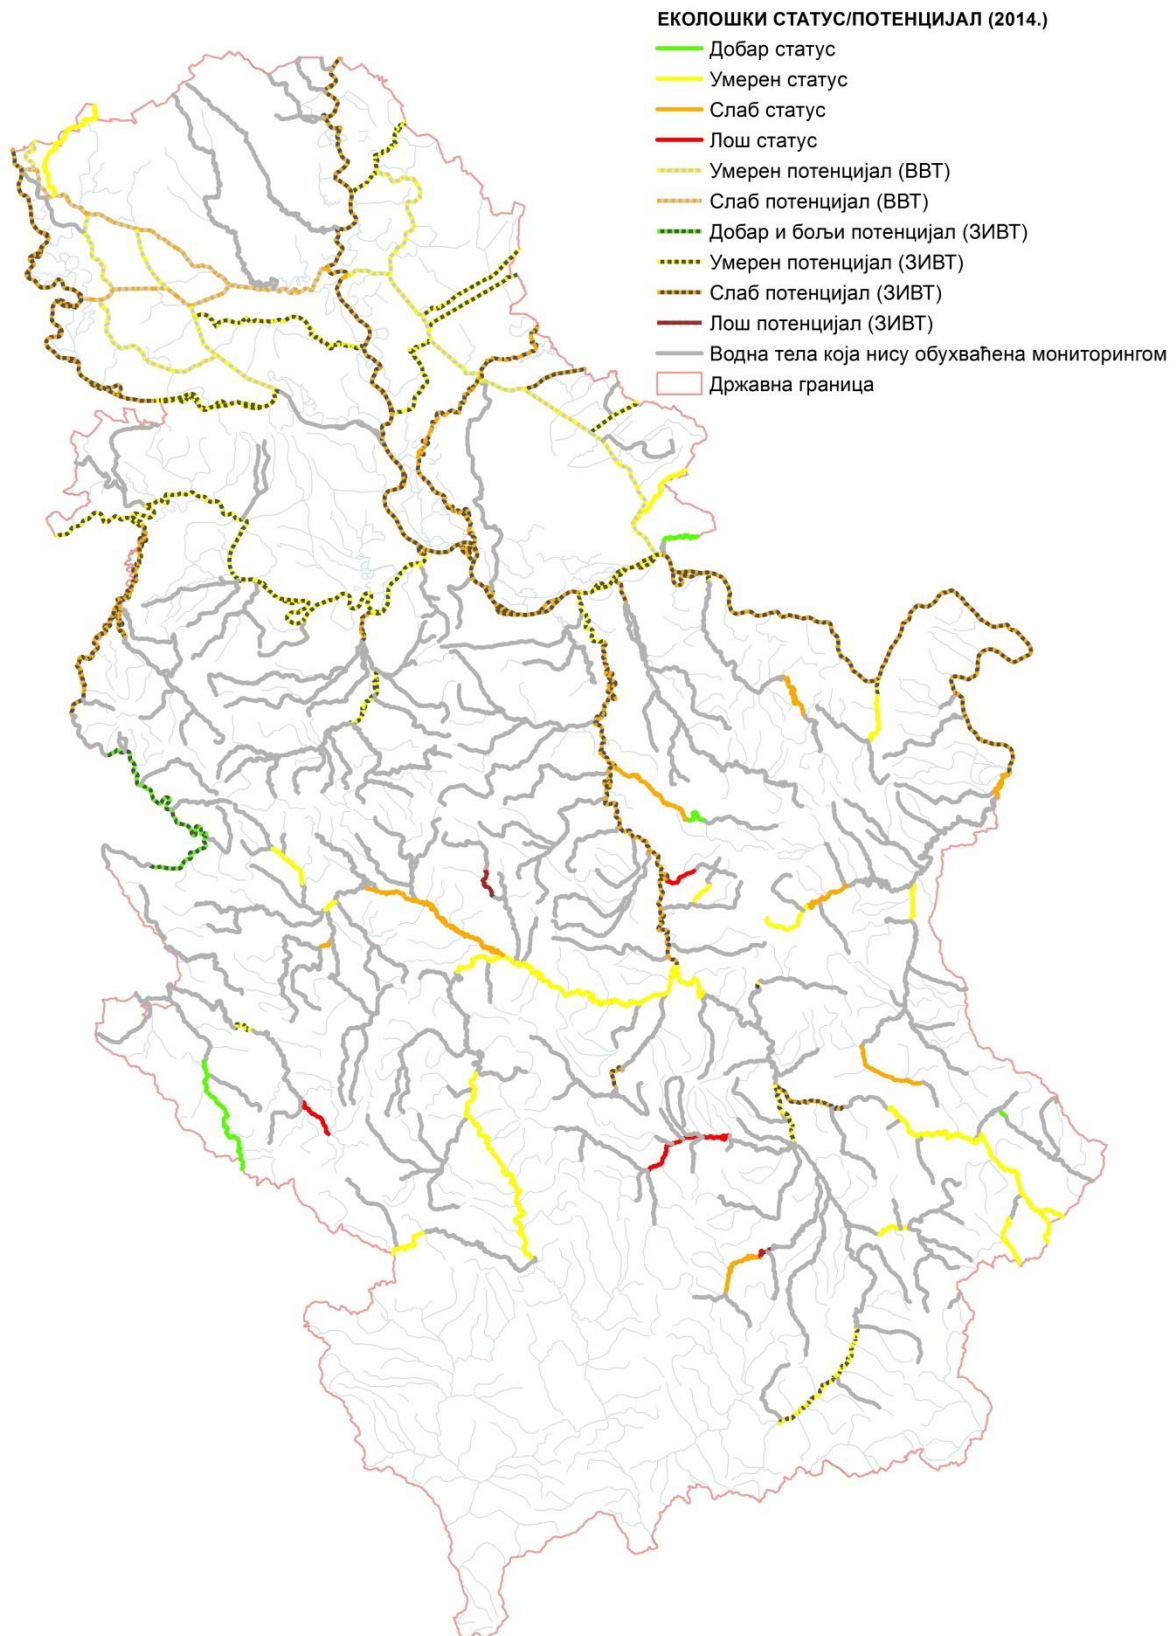 ЕКОЛОШКИ СТАТУС/ПОТЕНЦИЈАЛ (2014.)
Добар статус
Умерен статус
Слаб статус
Лош статус
Умерен потенцијал (ВВТ)
Слаб потенцијал (ВВТ)
Добар и бољи потенцијал (ЗИВТ)
Умерен потенцијал (ЗИВТ)
Слаб потенцијал (ЗИВТ)
Лош потенцијал (ЗИВТ)
Водна тела која нису обухваћена мониторингом
Државна граница